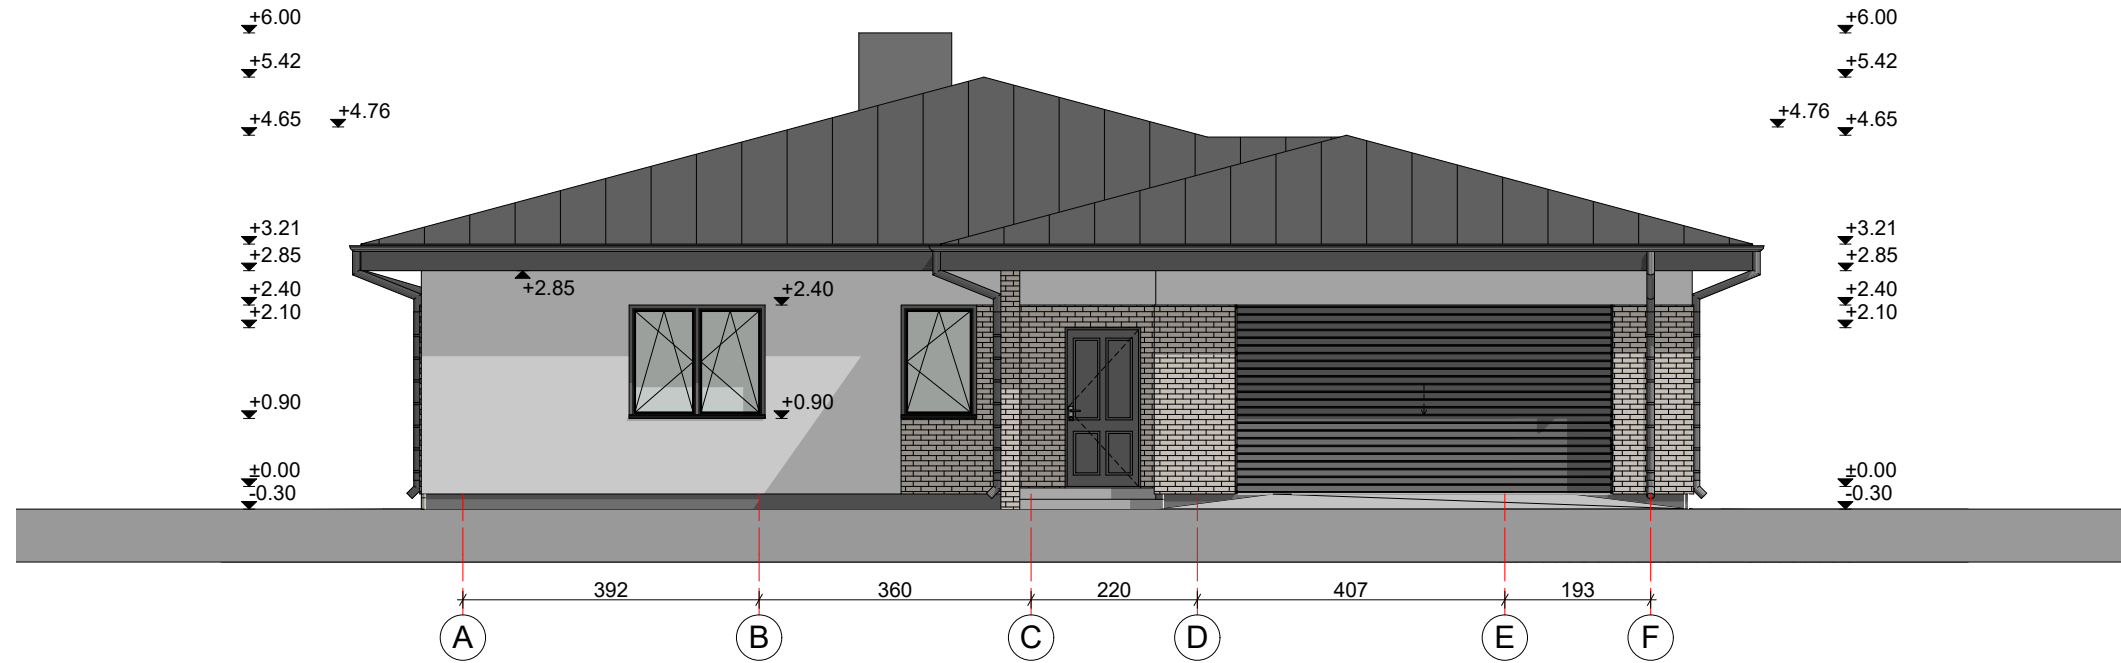 +6.00 +6.00
+5.42 +5.42
+4.76 +4.76
+4.65 +4.65
+3.21 +3.21
+2.85 +2.85
+2.85
+2.40 +2.40 +2.40
+2.10 +2.10
+0.90 +0.90 +0.90
±0.00 ±0.00
-0.30 -0.30
392 360 220 407 193
A B C D E F